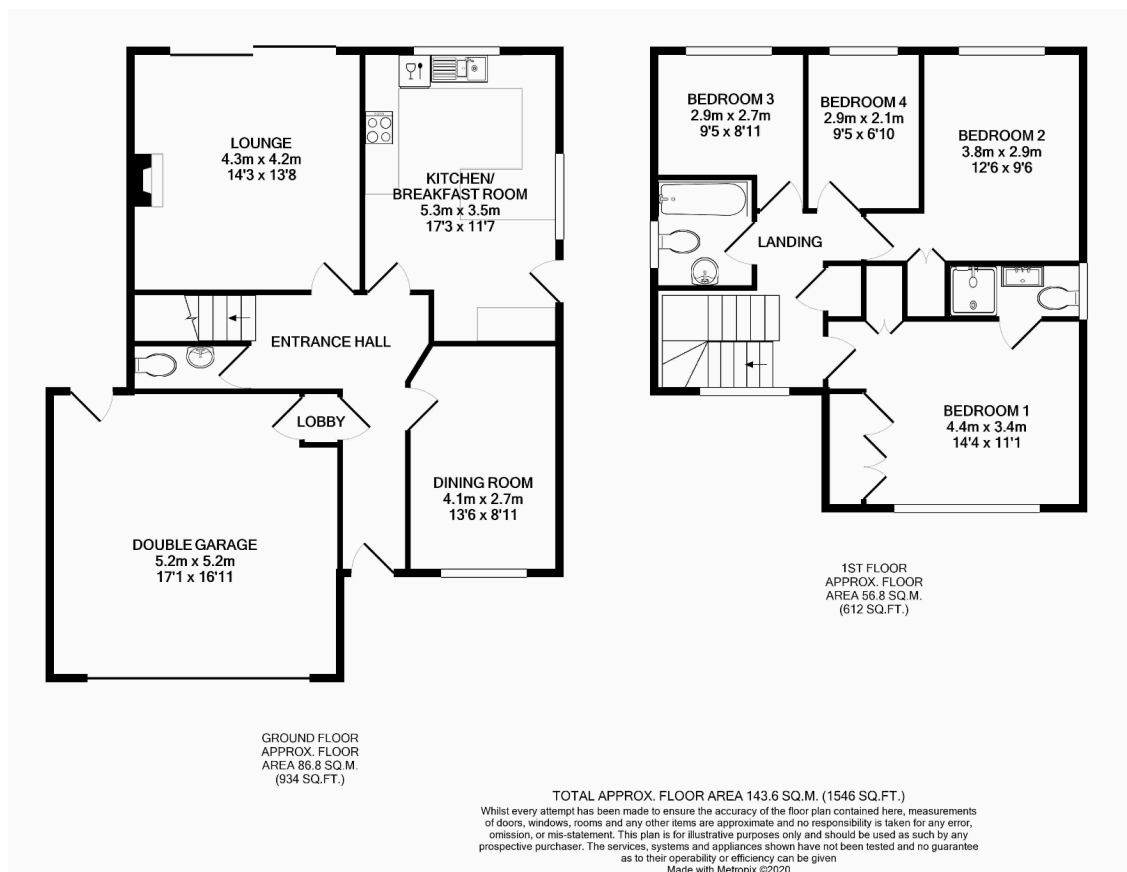 LOUNGE
4.3m x 4.2m
14'3 x 13'8
KITCHEN/
BREAKFAST ROOM
5.3m x 3.5m
17'3 x 11'7
ENTRANCE HALL
LOBBY
DINING ROOM
4.1m x 2.7m
13'6 x 8'11
DOUBLE GARAGE
5.2m x 5.2m
17'1 x 16'11
GROUND FLOOR
APPROX. FLOOR
AREA 86.8 SQ.M.
(934 SQ.FT.)
BEDROOM 3
2.9m x 2.7m
9'5 x 8'11
BEDROOM 4
2.9m x 2.1m
9'5 x 6'10
BEDROOM 2
3.8m x 2.9m
12'6 x 9'6
LANDING
BEDROOM 1
4.4m x 3.4m
14'4 x 11'1
1ST FLOOR
APPROX. FLOOR
AREA 56.8 SQ.M.
(612 SQ.FT.)
TOTAL APPROX. FLOOR AREA 143.6 SQ.M. (1546 SQ.FT.)
Whilst every attempt has been made to ensure the accuracy of the floor plan contained here, measurements
of doors, windows, rooms and any other items are approximate and no responsibility is taken for any error,
omission, or mis-statement. This plan is for illustrative purposes only and should be used as such by any
prospective purchaser. The services, systems and appliances shown have not been tested and no guarantee
as to their operability or efficiency can be given
Made with Metropix ©2020